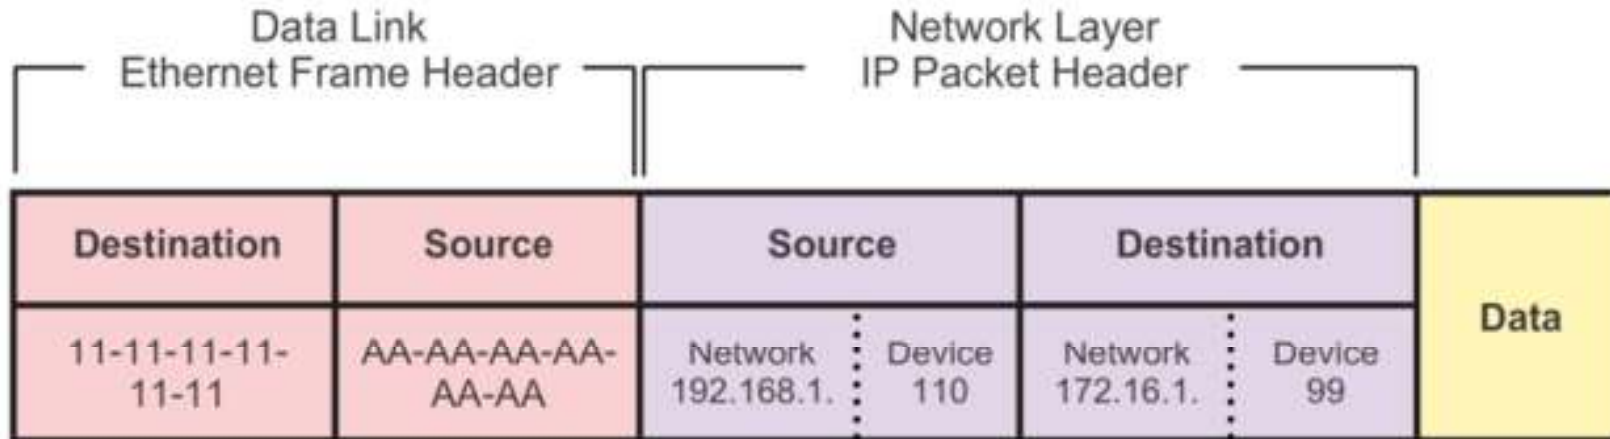 Data Link
Ethernet Frame Header
Network Layer
IP Packet Header
Destination
Source
Source
Destination
Data
11-11-11-11-
11-11
AA-AA-AA-AA-
AA-AA
Network
192.168.1.
Device
110
Network
172.16.1.
Device
99